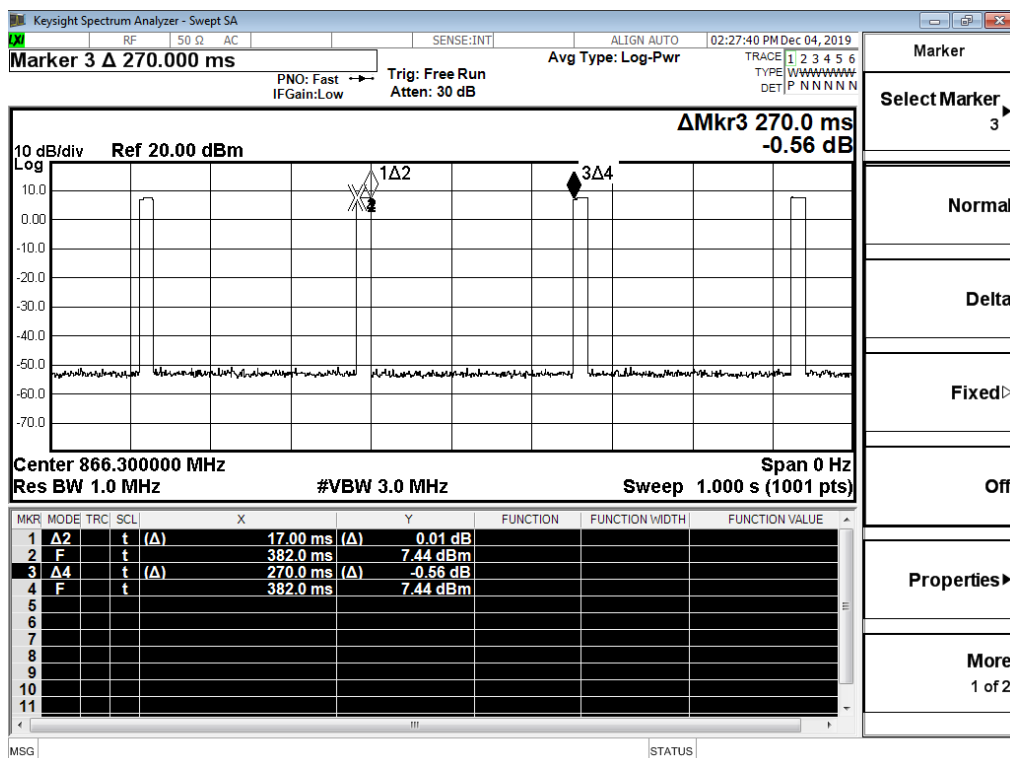 Keysight Spectrum Analyzer - Swept SA
LXI RF 50 Ω AC SENSE:INT ALIGN AUTO 02:27:40 PM Dec 04, 2019
Marker 3 Δ 270.000 ms
PNO: Fast
IFGain:Low
Trig: Free Run
Atten: 30 dB
Avg Type: Log-Pwr
TRACE 1 2 3 4 5 6
TYPE WWWWWW
DET P N N N N N
ΔMkr3 270.0 ms
-0.56 dB
10 dB/div Ref 20.00 dBm
Log
1Δ2
3Δ4
2
10.0
0.00
-10.0
-20.0
-30.0
-40.0
-50.0
-60.0
-70.0
Center 866.300000 MHz Span 0 Hz
Res BW 1.0 MHz #VBW 3.0 MHz Sweep 1.000 s (1001 pts)
MKR MODE TRC SCL X Y FUNCTION FUNCTION WIDTH FUNCTION VALUE
1 Δ2 t (Δ) 17.00 ms (Δ) 0.01 dB
2 F t 382.0 ms 7.44 dBm
3 Δ4 t (Δ) 270.0 ms (Δ) -0.56 dB
4 F t 382.0 ms 7.44 dBm
5
6
7
8
9
10
11
MSG STATUS
Marker
Select Marker
3
Normal
Delta
Fixed
Off
Properties
More
1 of 2